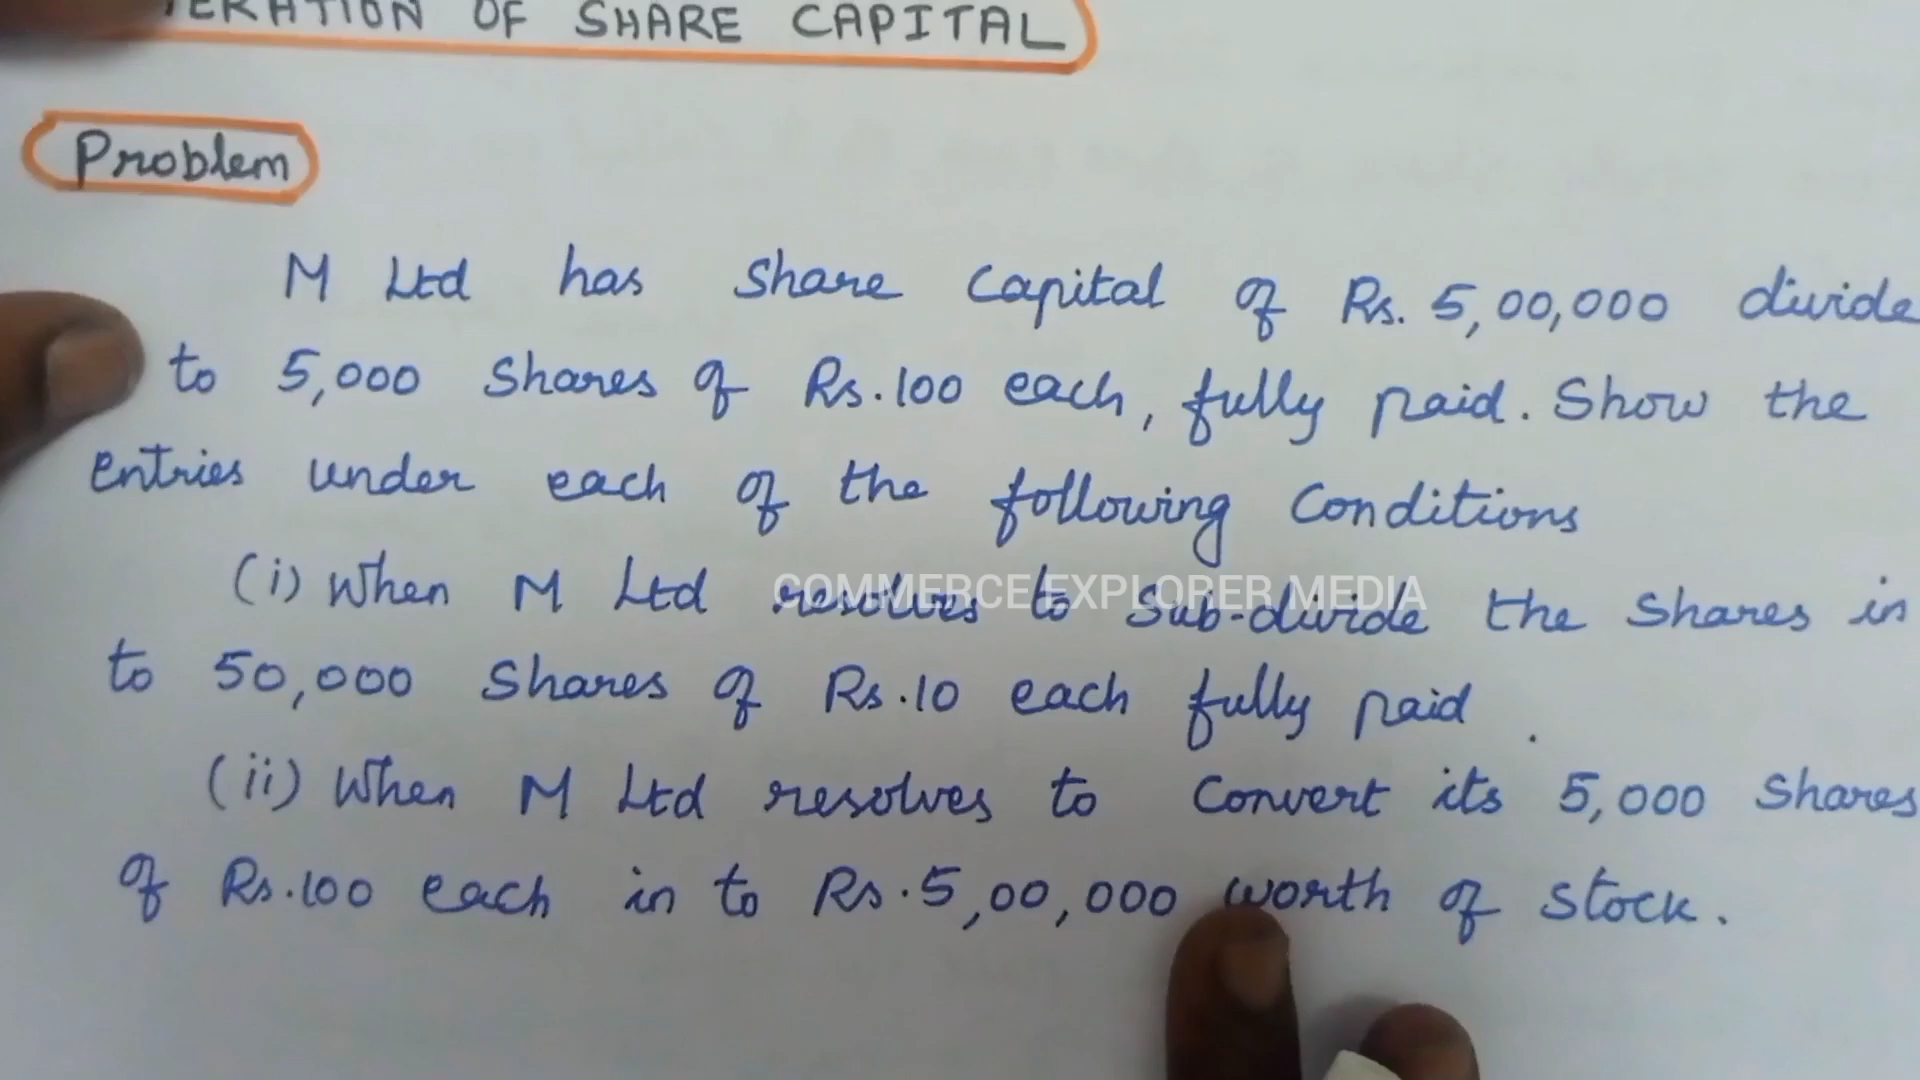 TERATION OF SHARE CAPITAL
Problem
M Ltd has Share Capital of Rs. 5,00,000 divide
to 5,000 Shares of Rs.100 each, fully paid. Show the
entries under each of the following Conditions
(i) When M Ltd resolves to Sub-divide the Shares in
COMMERCE EXPLORER MEDIA
to 50,000 Shares of Rs.10 each fully paid.
(ii) When M Ltd resolves to Convert its 5,000 Shares
of Rs.100 each in to Rs.5,00,000 worth of Stock.